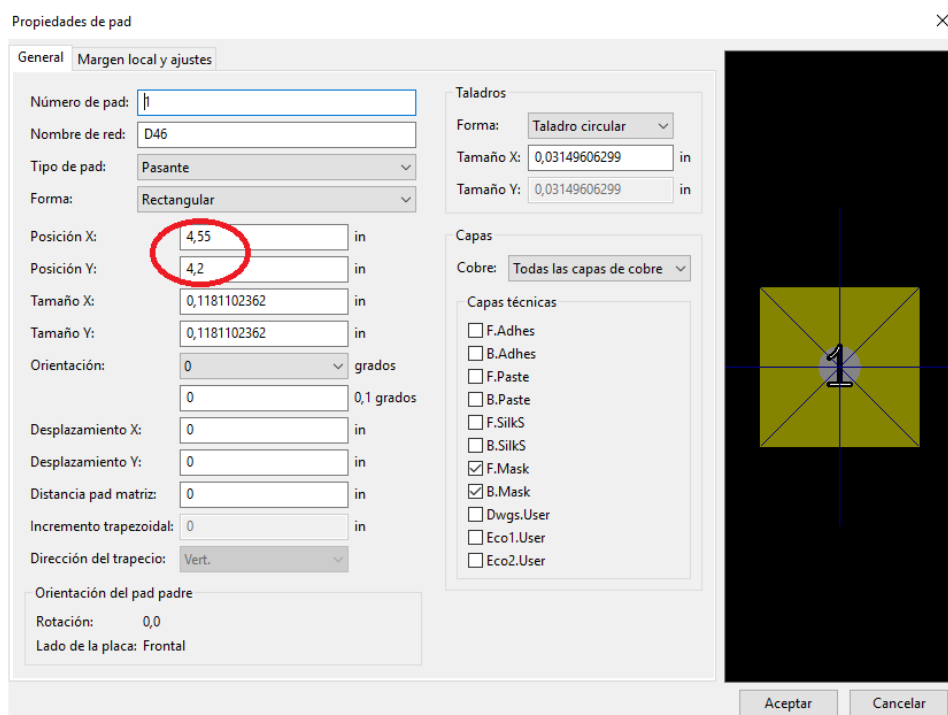 Propiedades de pad
General
Margen local y ajustes
Número de pad: 1
Nombre de red: D46
Tipo de pad: Pasante
Forma: Rectangular
Posición X: 4,55 in
Posición Y: 4,2 in
Tamaño X: 0,1181102362 in
Tamaño Y: 0,1181102362 in
Orientación: 0 grados
0 0,1 grados
Desplazamiento X: 0 in
Desplazamiento Y: 0 in
Distancia pad matriz: 0 in
Incremento trapezoidal: 0 in
Dirección del trapecio: Vert.
Orientación del pad padre
Rotación: 0,0
Lado de la placa: Frontal
Taladros
Forma: Taladro circular
Tamaño X: 0,03149606299 in
Tamaño Y: 0,03149606299 in
Capas
Cobre: Todas las capas de cobre
Capas técnicas
F.Adhes
B.Adhes
F.Paste
B.Paste
F.SilkS
B.SilkS
F.Mask
B.Mask
Dwgs.User
Eco1.User
Eco2.User
1
Aceptar
Cancelar